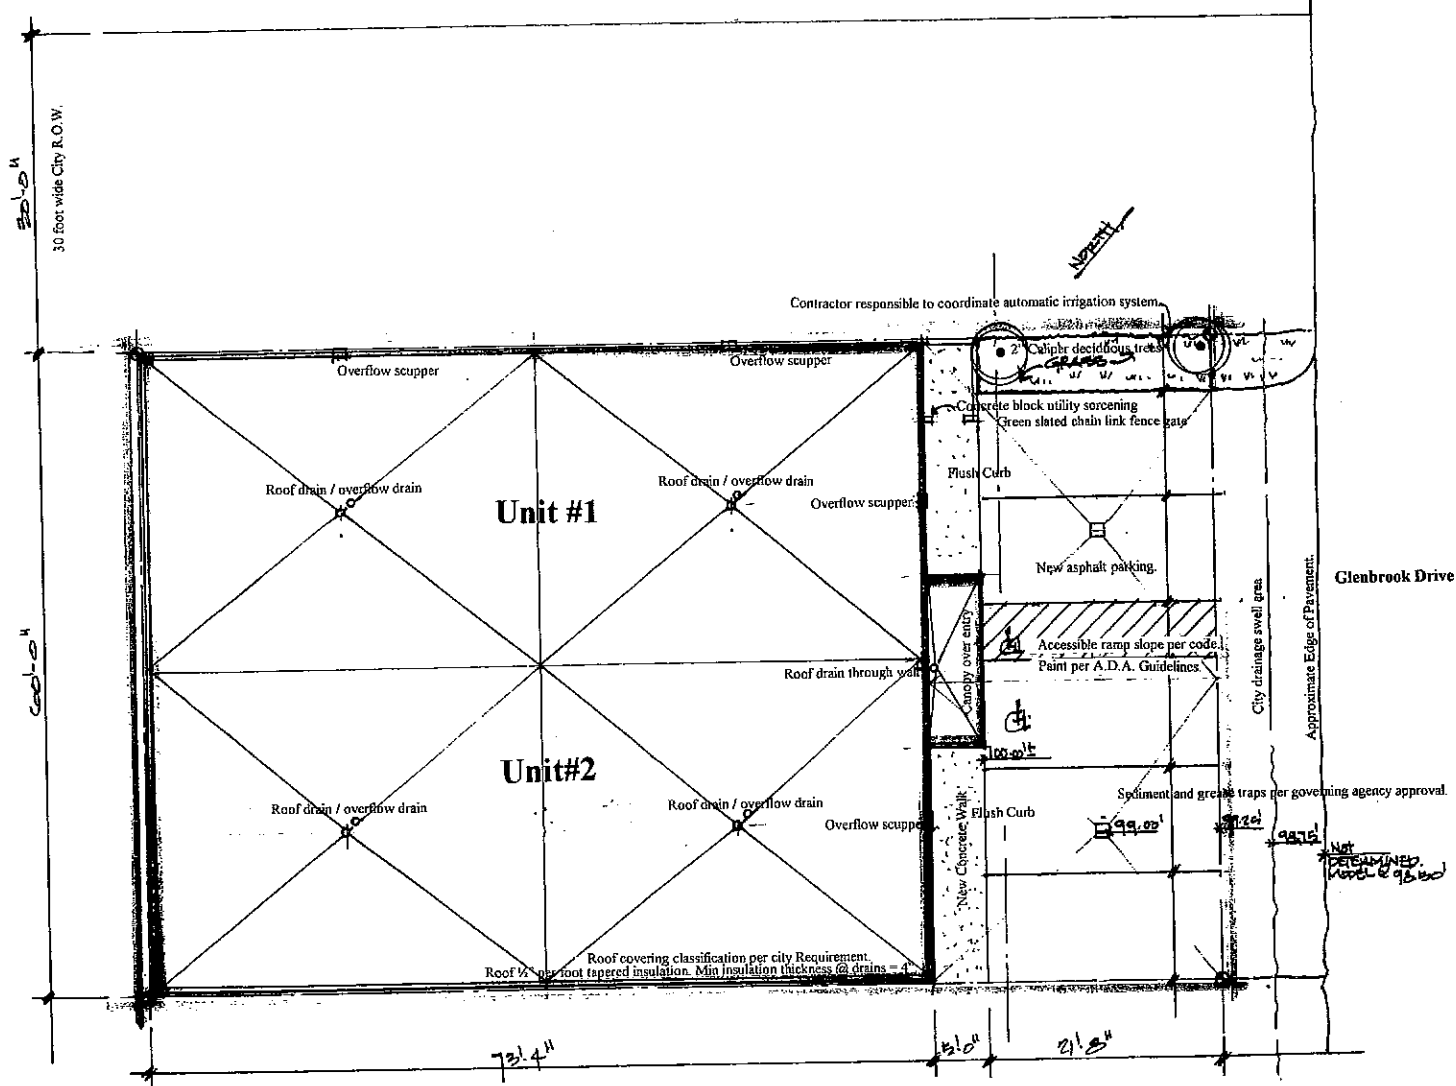 30'-0"
30 foot wide City R.O.W.
NORTH
Contractor responsible to coordinate automatic irrigation system.
Overflow scupper
Overflow scupper
2" Caliper deciduous trees
GRASS
Concrete block utility sorcening
Green slated chain link fence gate
Flush Curb
Roof drain / overflow drain
Roof drain / overflow drain
Unit #1
Overflow scupper
New asphalt parking.
Glenbrook Drive
60'-0"
Canopy over entry
Accessible ramp slope per code.
Paint per A.D.A. Guidelines.
City drainage swell area
Approximate Edge of Pavement.
Roof drain through wall
100.00'±
Unit#2
Roof drain / overflow drain
Roof drain / overflow drain
Overflow scupper
New Concrete Walk
Flush Curb
Sediment and grease traps per governing agency approval.
99.00'
99.20'
98.75'
NOT
DETERMINED.
MODEL @ 98.50'
Roof covering classification per city Requirement.
Roof ½" per foot tapered insulation. Min insulation thickness @ drains = 4"
73'-4"
5'-0"
21'-8"